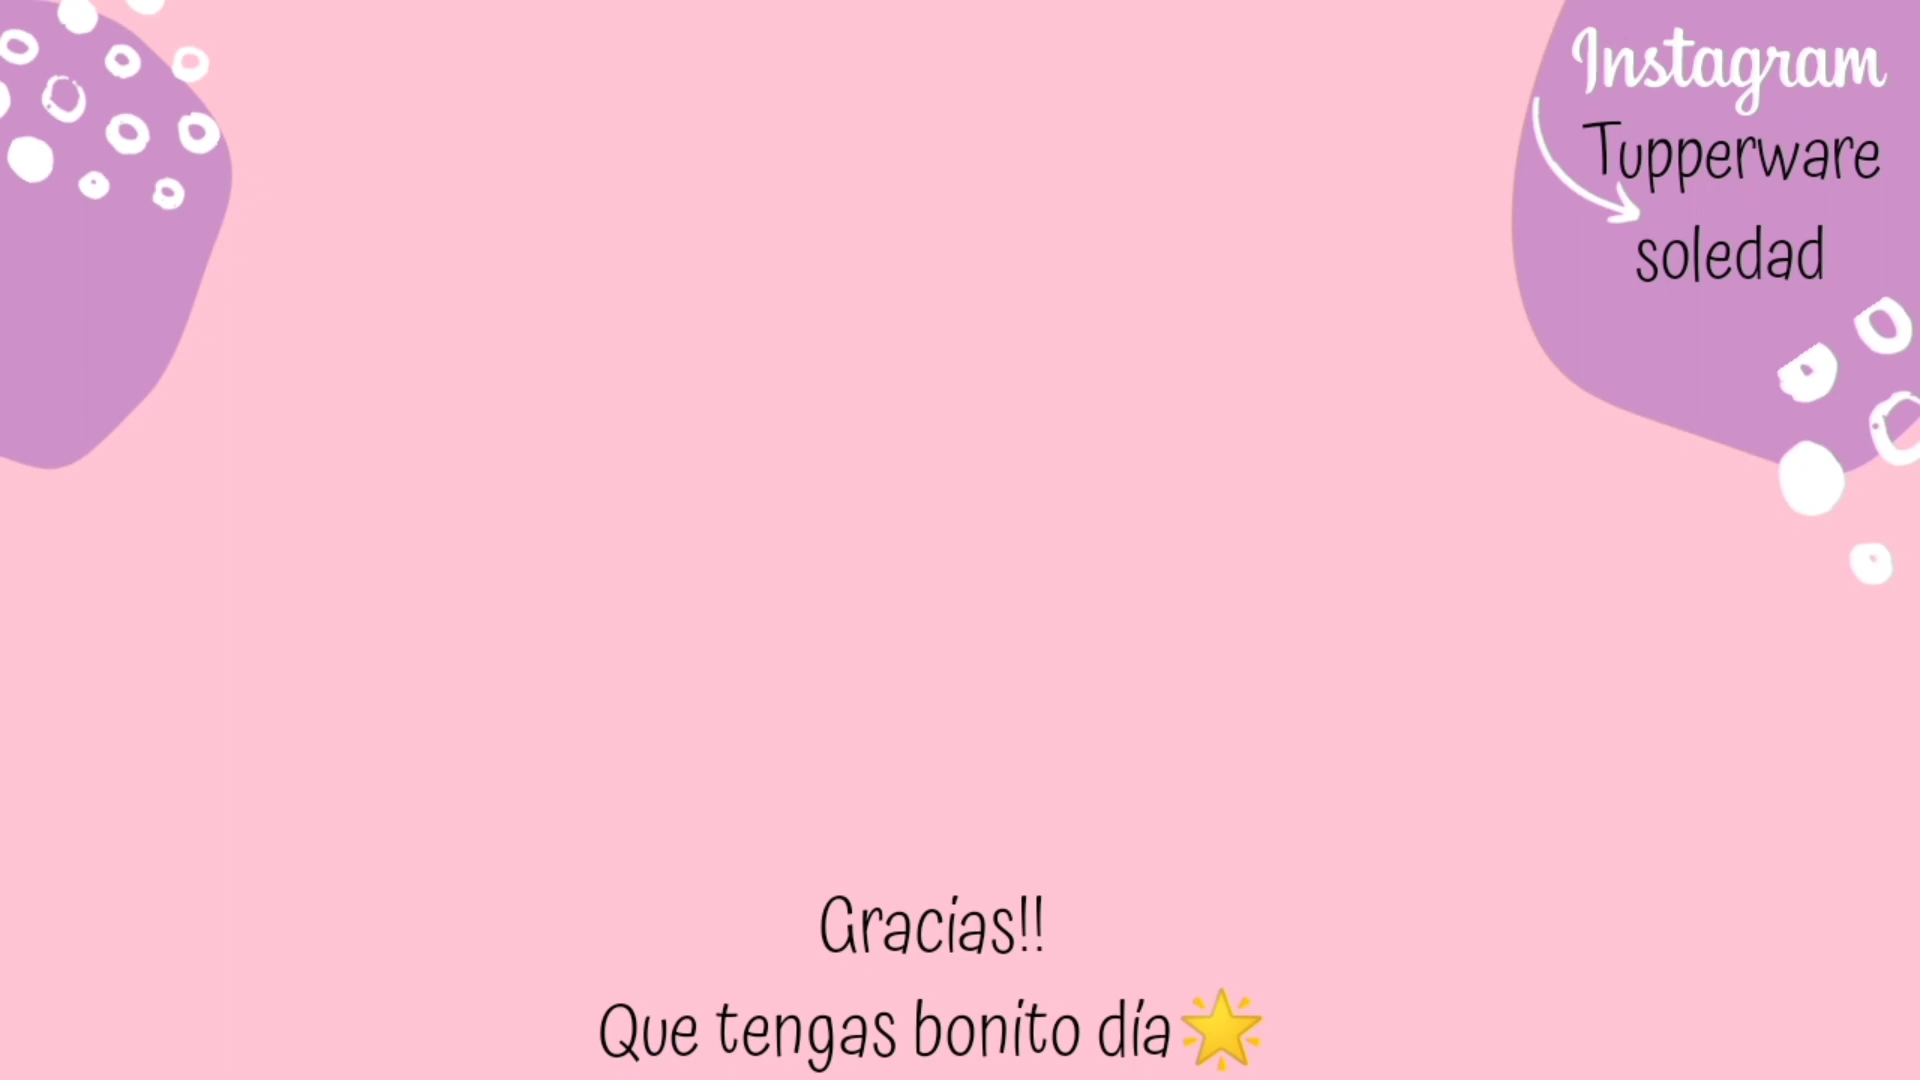 Instagram
Tupperware
soledad
Gracias!!
Que tengas bonito día🌟